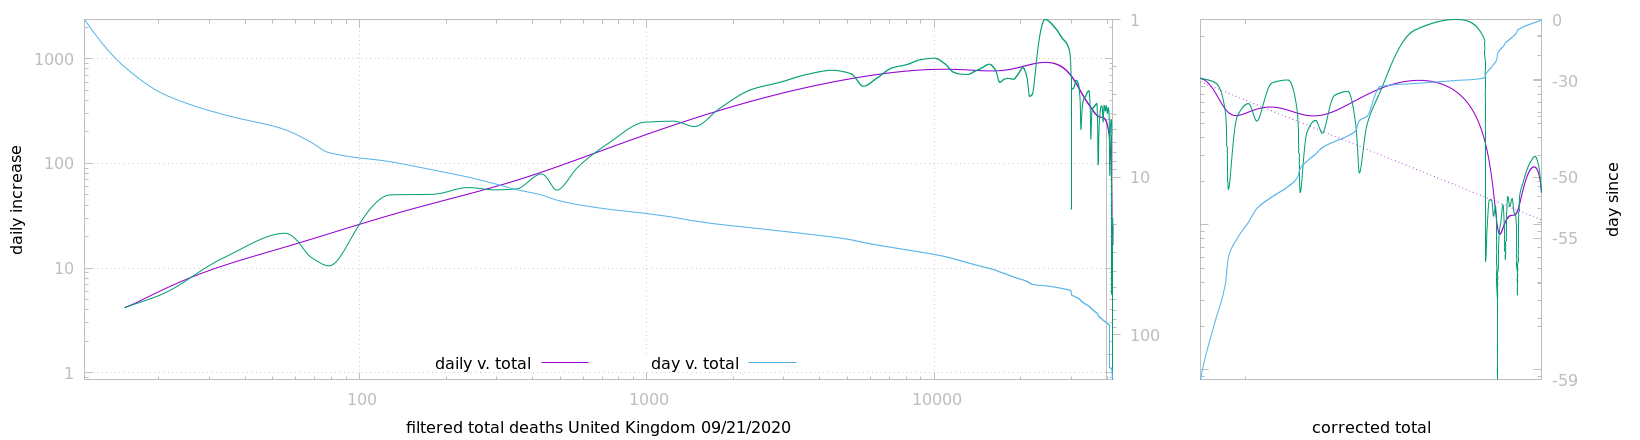 1000
100
10
1
daily increase
100
1000
10000
1
10
100
daily v. total
day v. total
filtered total deaths United Kingdom 09/21/2020
0
-30
-50
-55
-59
day since
corrected total